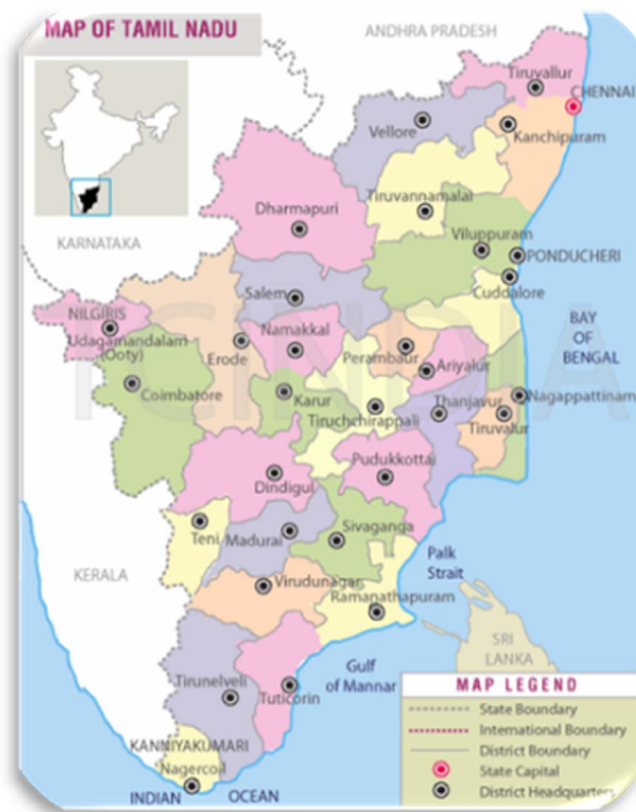 MAP OF TAMIL NADU
ANDHRA PRADESH
Tiruvallur
CHENNAI
Vellore
Kanchipuram
Tiruvannamalai
Dharmapuri
Viluppuram
KARNATAKA
PONDUCHERI
Cuddalore
Salem
NILGIRIS
Udagamandalam
(Ooty)
Namakkal
Erode
Perambaur
Ariyalur
BAY
OF
BENGAL
Coimbatore
Karur
Thanjavur
Nagappattinam
Tiruchchirappali
Tiruvalur
Pudukkottai
Dindigul
Teni
Madurai
Sivaganga
Palk
Strait
KERALA
Virudunagar
Ramanathapuram
SRI
LANKA
Gulf
of Mannar
Tirunelveli
Tuticorin
KANNIYAKUMARI
Nagercoil
INDIAN OCEAN
MAP LEGEND
State Boundary
International Boundary
District Boundary
State Capital
District Headquarters